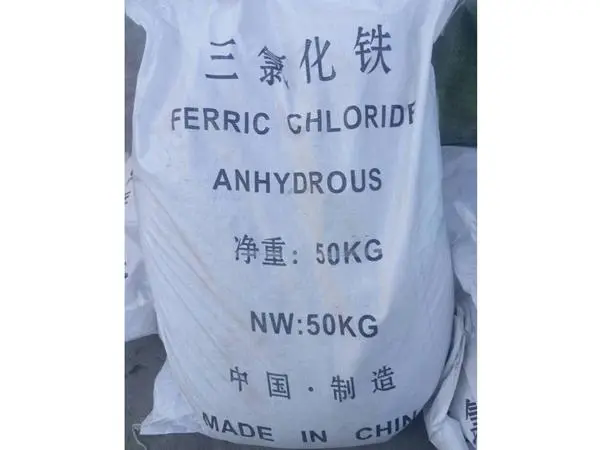 三氯化铁
FERRIC CHLORIDE
ANHYDROUS
净重：50KG
NW:50KG
中国·制造
MADE IN CHINA